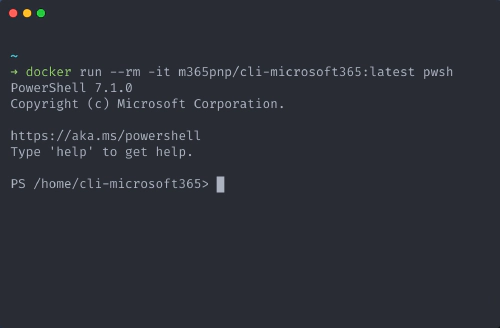 ~
➜ docker run --rm -it m365pnp/cli-microsoft365:latest pwsh
PowerShell 7.1.0
Copyright (c) Microsoft Corporation.
https://aka.ms/powershell
Type 'help' to get help.
PS /home/cli-microsoft365>